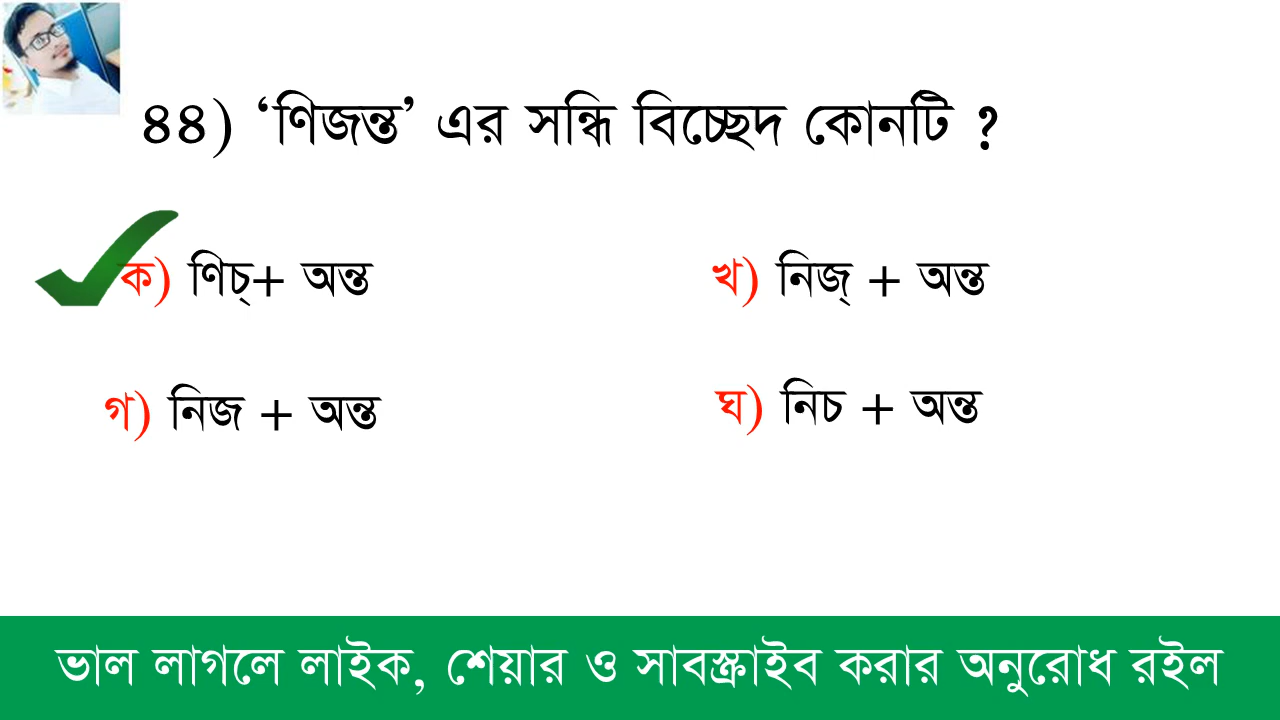 ৪৪) ‘ণিজন্ত’ এর সন্ধি বিচ্ছেদ কোনটি ?
ক) ণিচ্+ অন্ত
খ) নিজ্ + অন্ত
গ) নিজ + অন্ত
ঘ) নিচ + অন্ত
ভাল লাগলে লাইক, শেয়ার ও সাবস্ক্রাইব করার অনুরোধ রইল